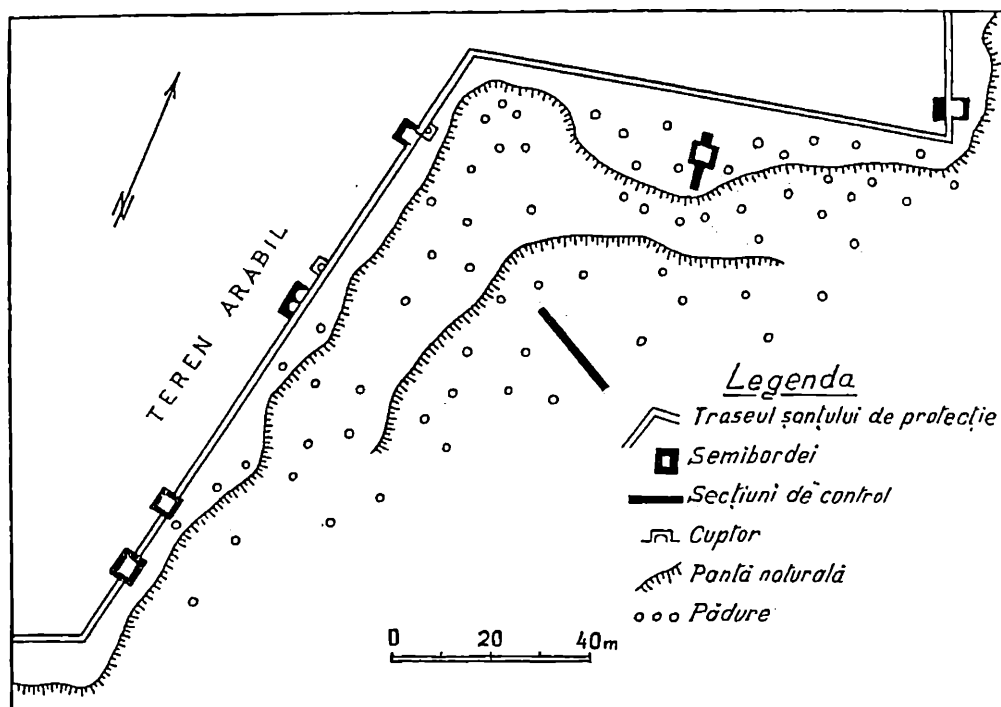 N
TEREN ARABIL
Legenda
Traseul șanțului de protecție
Semibordei
Secțiuni de control
Cuptor
Pantă naturală
Pădure
0 20 40m